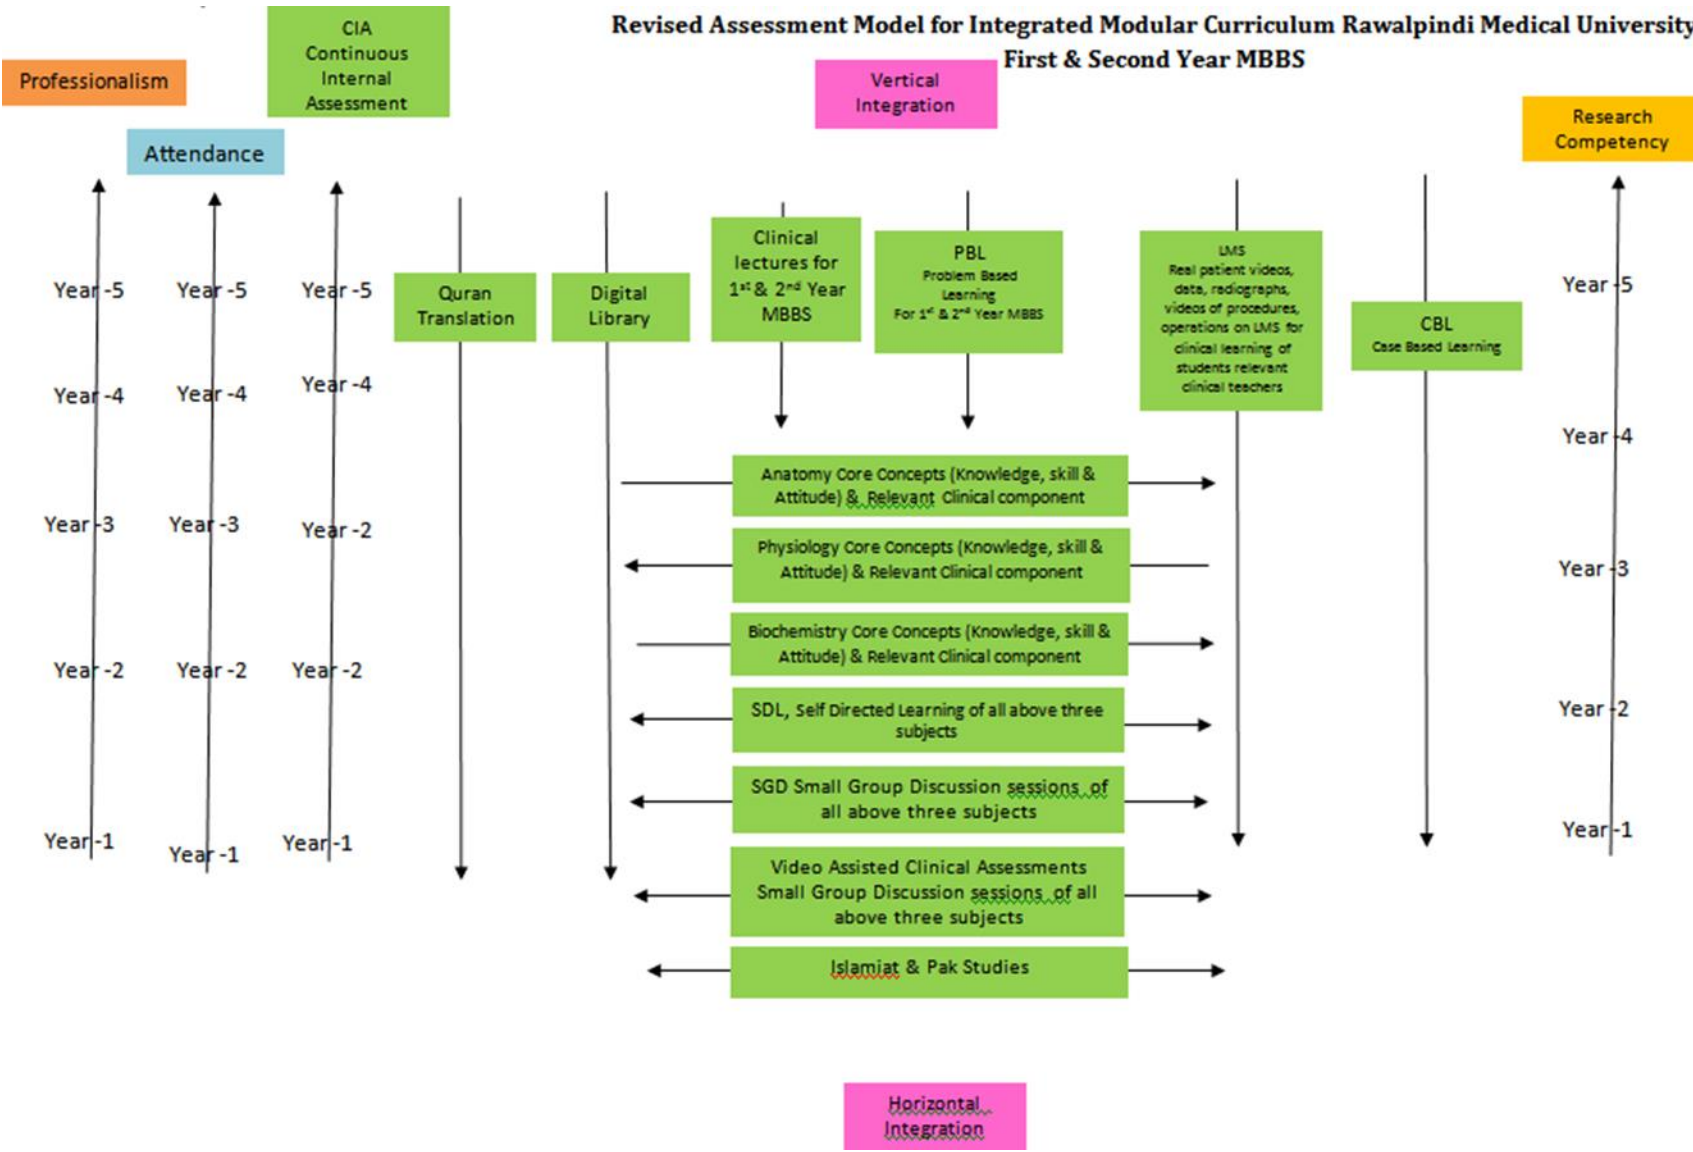 Revised Assessment Model for Integrated Modular Curriculum Rawalpindi Medical University
First & Second Year MBBS
Professionalism
Attendance
CIA
Continuous
Internal
Assessment
Vertical
Integration
Research
Competency
Year -5
Year -4
Year -3
Year -2
Year -1
Year -5
Year -4
Year -3
Year -2
Year -1
Year -5
Year -4
Year -2
Year -2
Year -1
Quran
Translation
Digital
Library
Clinical
lectures for
1st & 2nd Year
MBBS
PBL
Problem Based
Learning
For 1st & 2nd Year MBBS
LMS
Real patient videos,
data, radiographs,
videos of procedures,
operations on LMS for
clinical learning of
students relevant
clinical teachers
CBL
Case Based Learning
Year -5
Year -4
Year -3
Year -2
Year -1
Anatomy Core Concepts (Knowledge, skill &
Attitude) & Relevant Clinical component
Physiology Core Concepts (Knowledge, skill &
Attitude) & Relevant Clinical component
Biochemistry Core Concepts (Knowledge, skill &
Attitude) & Relevant Clinical component
SDL, Self Directed Learning of all above three
subjects
SGD Small Group Discussion sessions of
all above three subjects
Video Assisted Clinical Assessments
Small Group Discussion sessions of all
above three subjects
Islamiat & Pak Studies
Horizontal
Integration